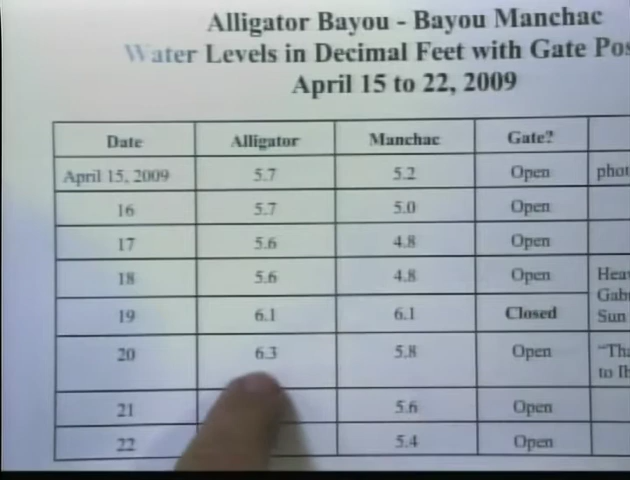 Alligator Bayou - Bayou Manchac
Water Levels in Decimal Feet with Gate
April 15 to 22, 2009
Date Alligator Manchac Gate?
April 15, 2009 5.7 5.2 Open
16 5.7 5.0 Open
17 5.6 4.8 Open
18 5.6 4.8 Open
19 6.1 6.1 Closed Sun
20 6.3 5.8 Open
to
21 5.6 Open
22 5.4 Open